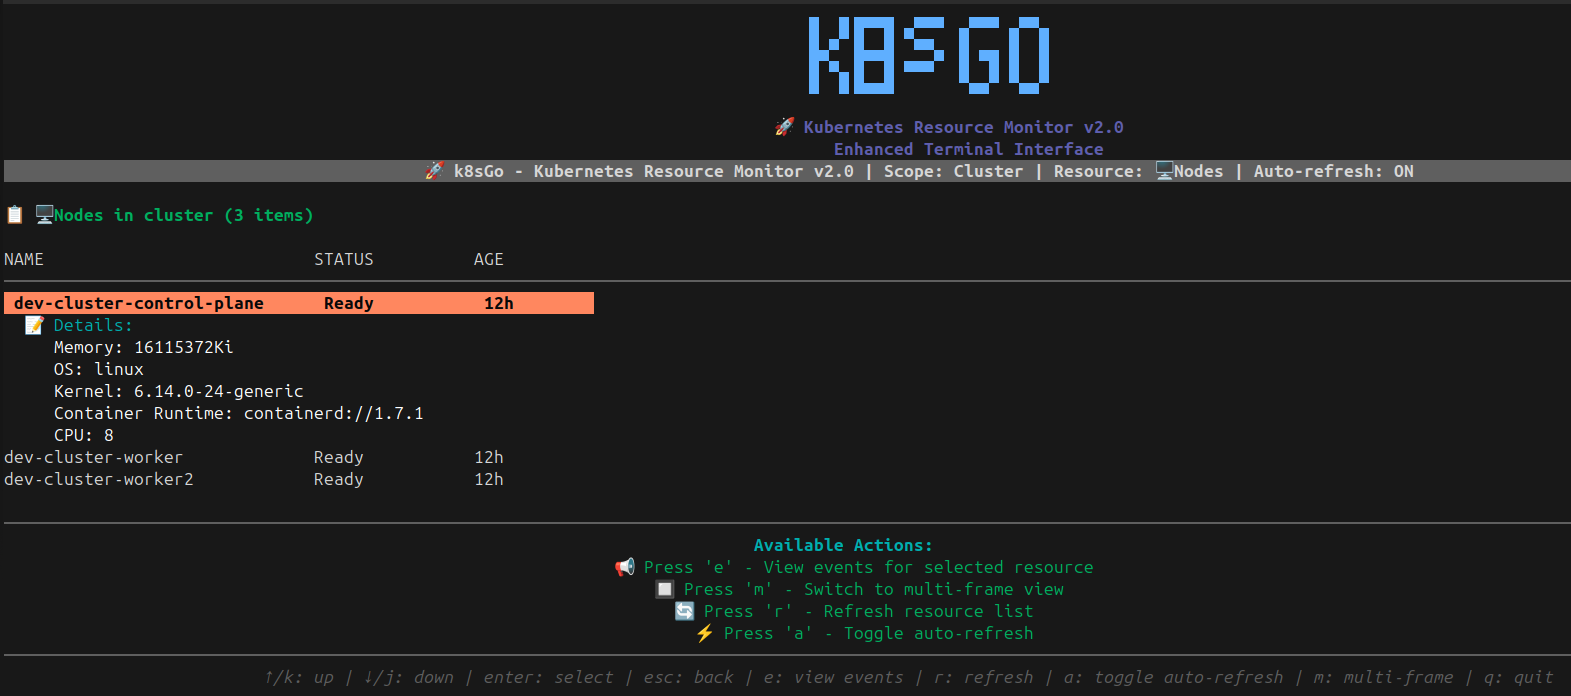 K8sGO
🚀 Kubernetes Resource Monitor v2.0
Enhanced Terminal Interface
🚀 k8sGo - Kubernetes Resource Monitor v2.0 | Scope: Cluster | Resource: 🖥️Nodes | Auto-refresh: ON
📋 🖥️Nodes in cluster (3 items)
NAME STATUS AGE
dev-cluster-control-plane Ready 12h
📝 Details:
Memory: 16115372Ki
OS: linux
Kernel: 6.14.0-24-generic
Container Runtime: containerd://1.7.1
CPU: 8
dev-cluster-worker Ready 12h
dev-cluster-worker2 Ready 12h
Available Actions:
📢 Press 'e' - View events for selected resource
🔲 Press 'm' - Switch to multi-frame view
🔄 Press 'r' - Refresh resource list
⚡ Press 'a' - Toggle auto-refresh
↑/k: up | ↓/j: down | enter: select | esc: back | e: view events | r: refresh | a: toggle auto-refresh | m: multi-frame | q: quit